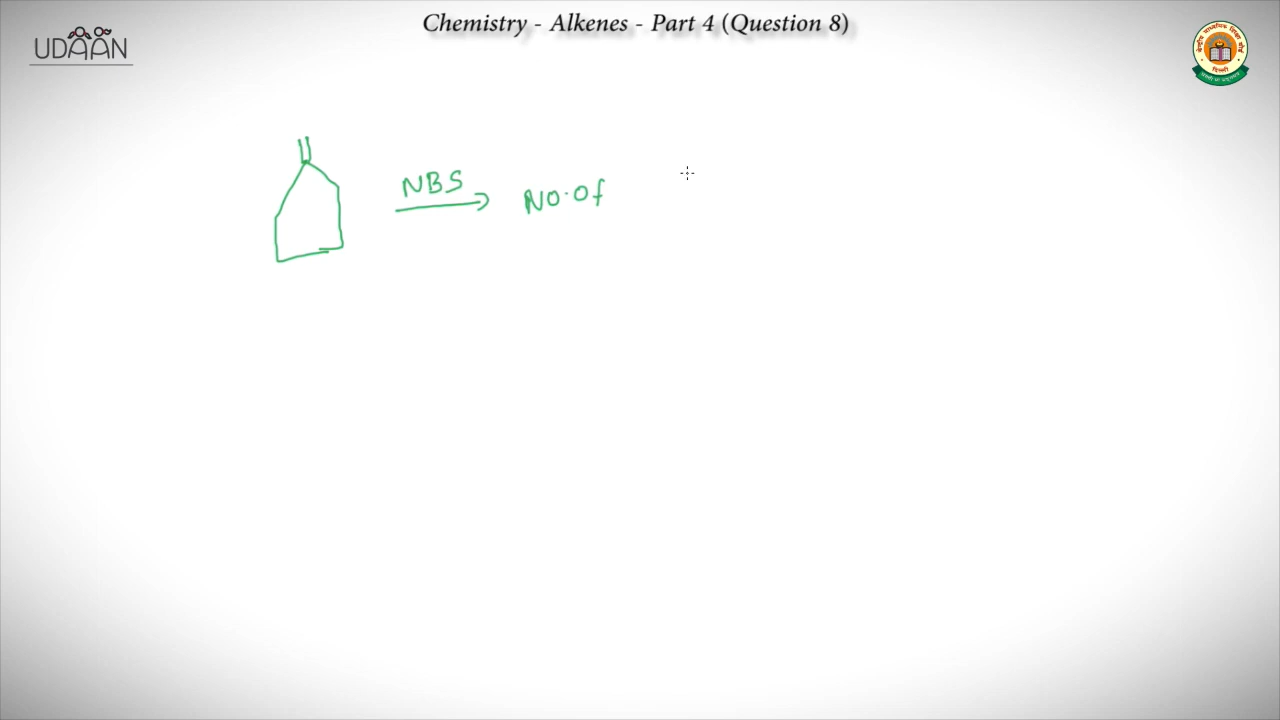 Chemistry - Alkenes - Part 4 (Question 8)
UDAAN
NBS
No. of